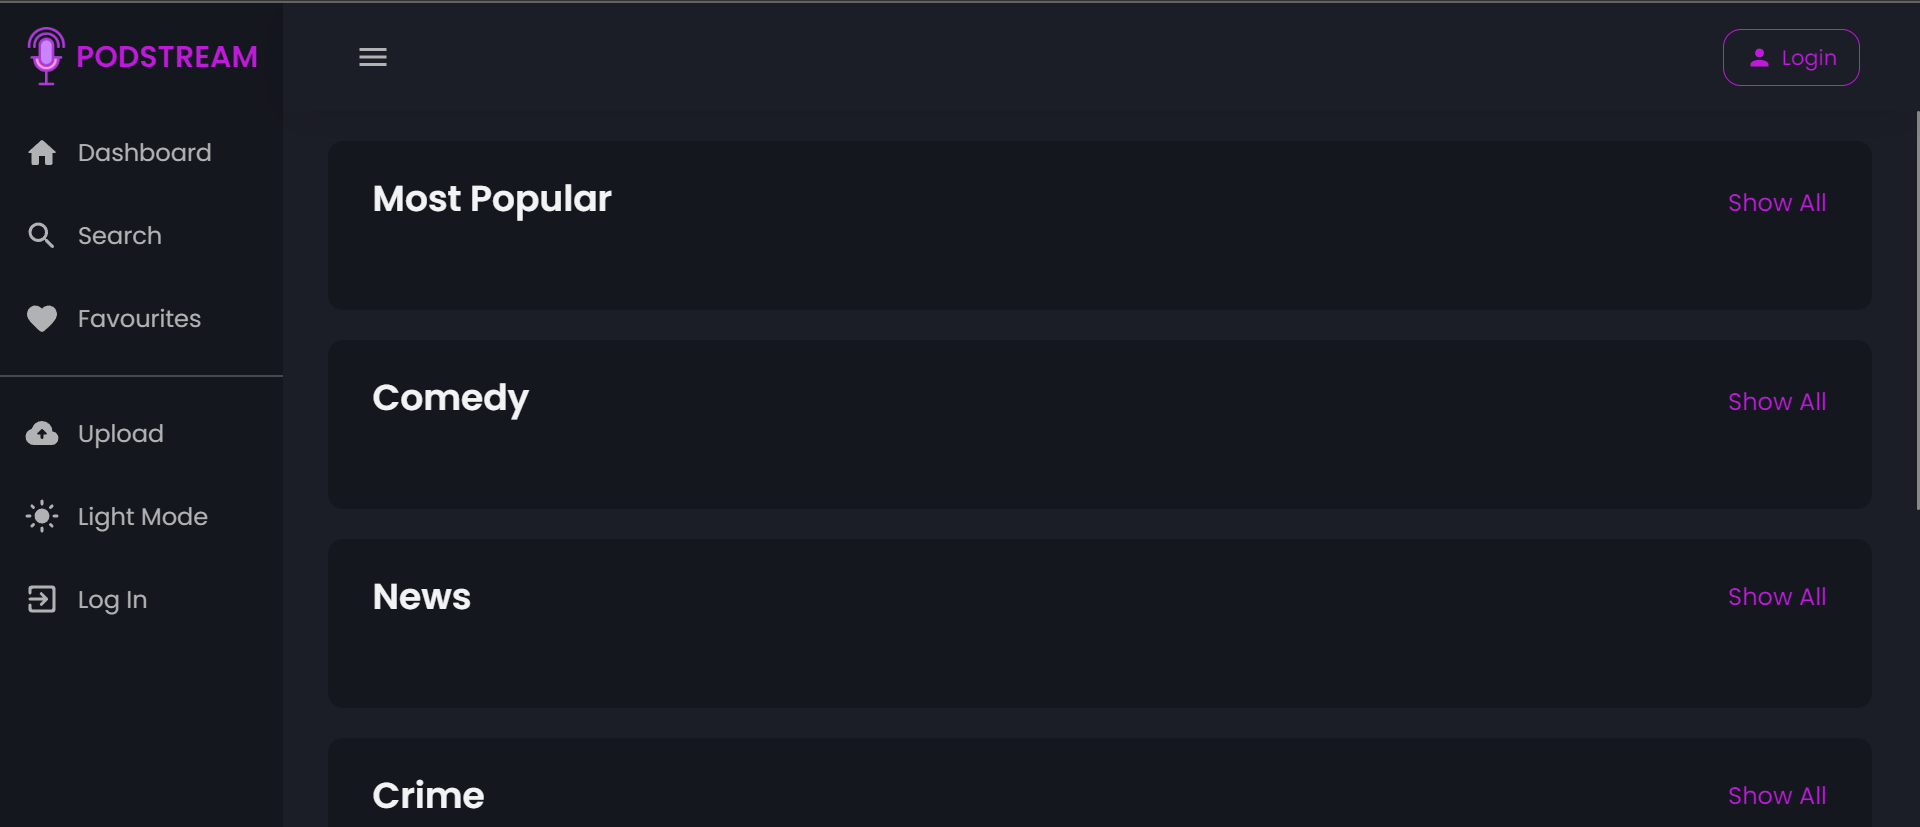 PODSTREAM
Login
Dashboard
Search
Favourites
Upload
Light Mode
Log In
Most Popular
Show All
Comedy
Show All
News
Show All
Crime
Show All